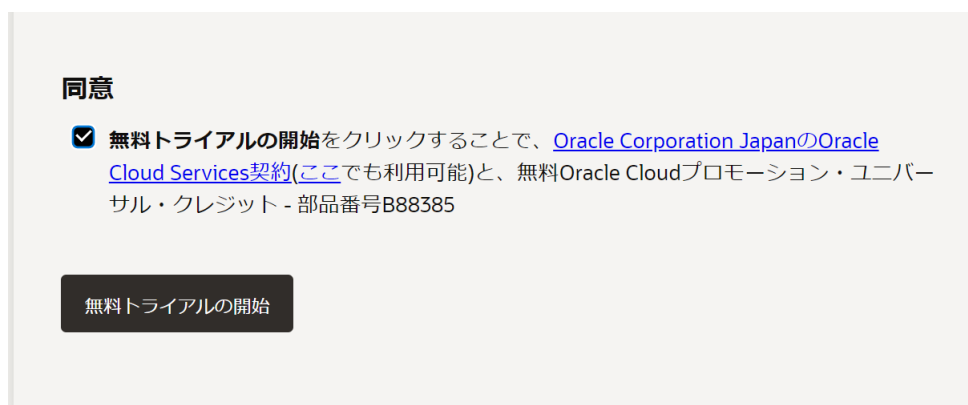 同意
無料トライアルの開始をクリックすることで、Oracle Corporation JapanのOracle
Cloud Services契約(ここでも利用可能)と、無料Oracle Cloudプロモーション・ユニバー
サル・クレジット - 部品番号B88385
無料トライアルの開始